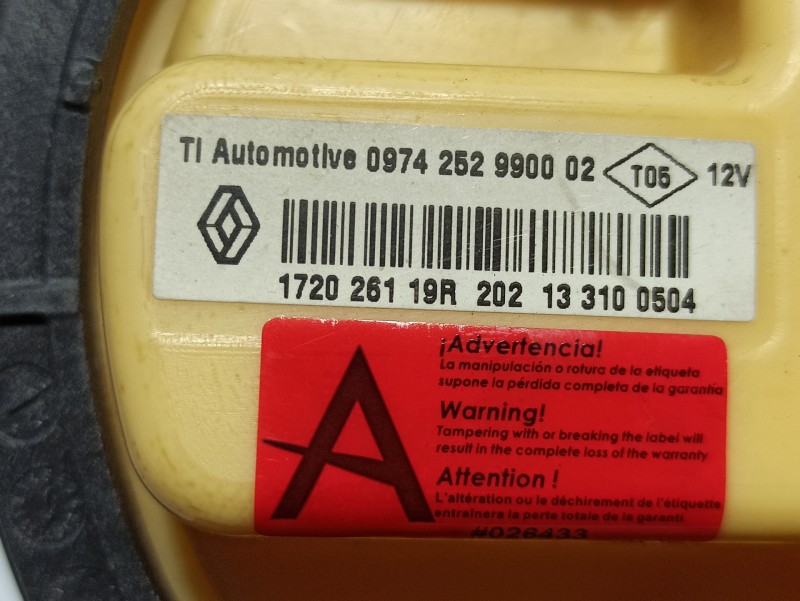 TI Automotive 0974 252 9900 02 T05 12V
1720 261 19R 202 13 310 0504
A
¡Advertencia!
La manipulación o rotura de la etiqueta
supone la pérdida completa de la garantía
Warning!
Tampering with or breaking the label will
result in the complete loss of the warranty
Attention !
L'altération ou le déchirement de l'étiquette
entraînera la perte totale de la garanti
#026433